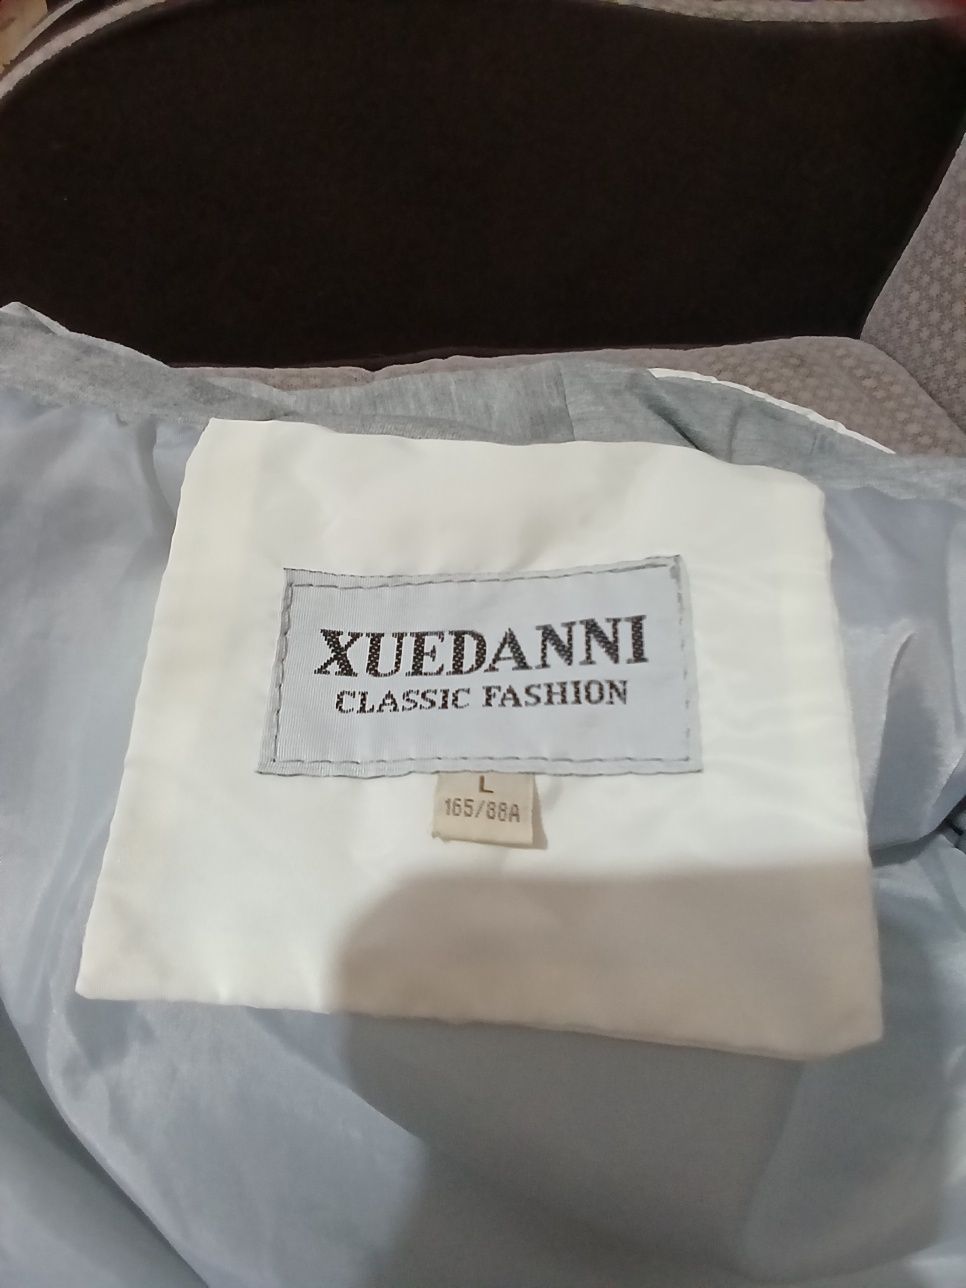 XUEDANNI
CLASSIC FASHION
L
165/88A